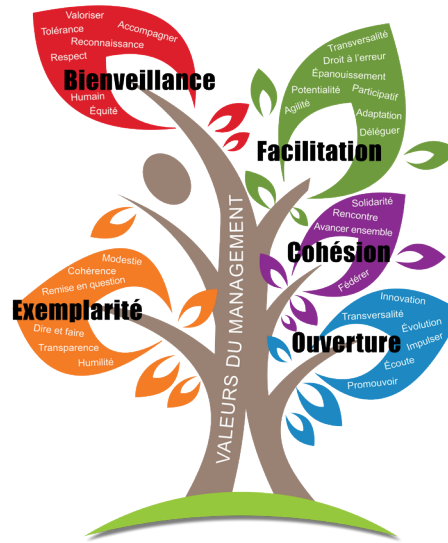 Valoriser
Tolérance
Accompagner
Reconnaissance
Respect
Bienveillance
Humain
Équité
Transversalité
Droit à l'erreur
Épanouissement
Potentialité
Participatif
Agilité
Adaptation
Déléguer
Facilitation
Solidarité
Rencontre
Avancer ensemble
Cohésion
Fédérer
Modestie
Cohérence
Remise en question
Exemplarité
Dire et faire
Transparence
Humilité
Innovation
Transversalité
Évolution
Ouverture
Impulser
Écoute
Promouvoir
VALEURS DU MANAGEMENT